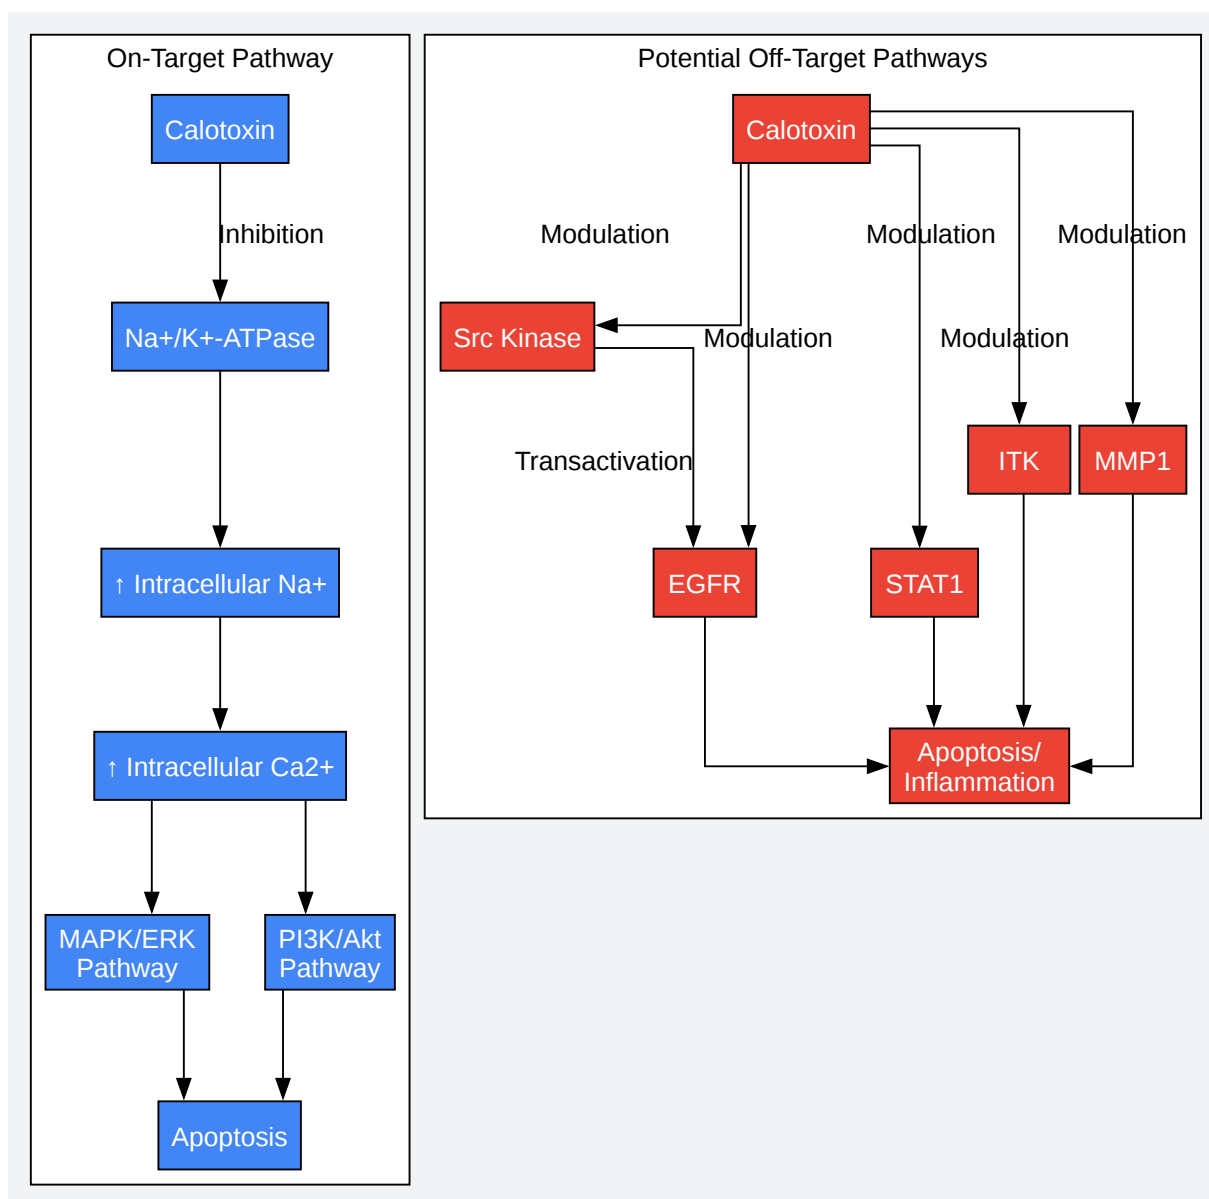 On-Target Pathway
Calotoxin
Inhibition
Na+/K+-ATPase
↑ Intracellular Na+
↑ Intracellular Ca2+
MAPK/ERK
Pathway
PI3K/Akt
Pathway
Apoptosis
Potential Off-Target Pathways
Calotoxin
Modulation
Modulation
Modulation
Src Kinase
Modulation
Modulation
Transactivation
ITK
MMP1
EGFR
STAT1
Apoptosis/
Inflammation